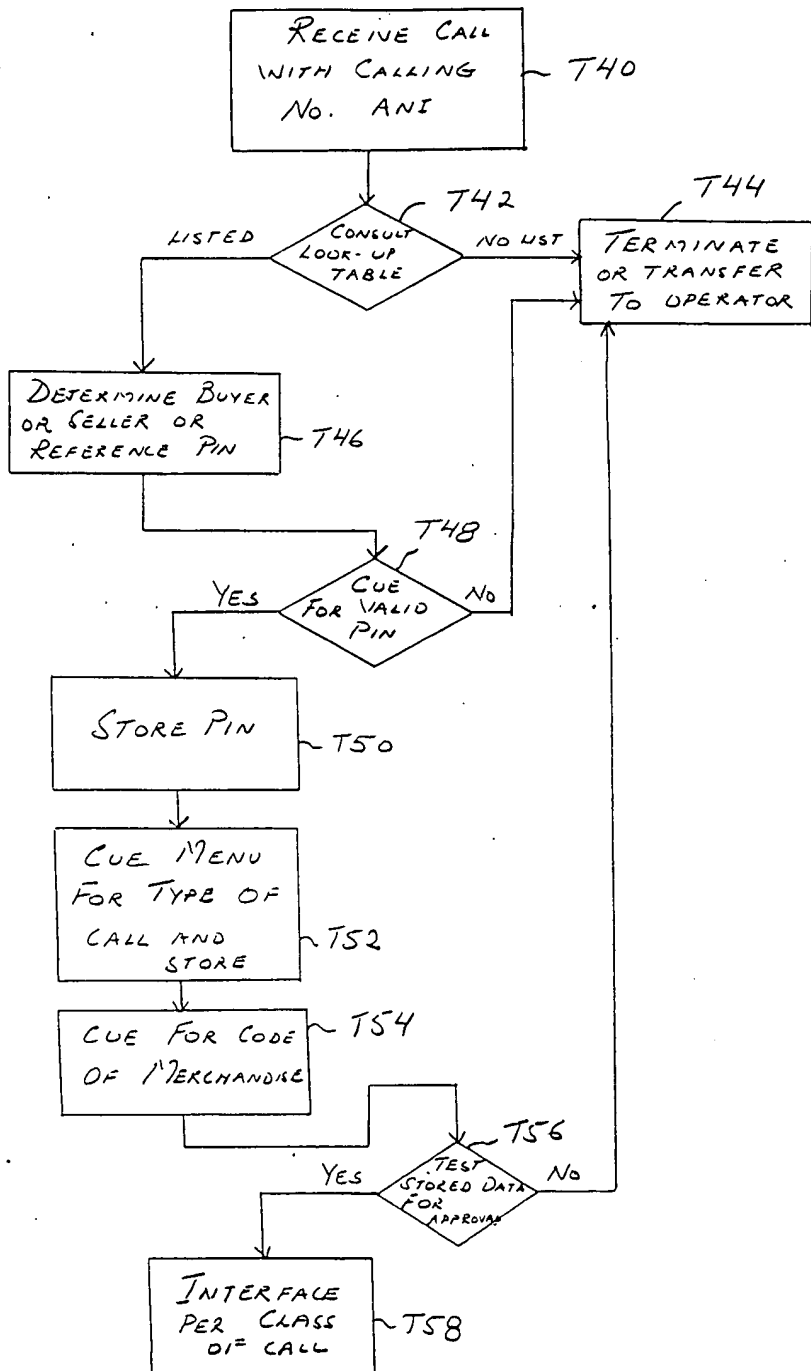 RECEIVE CALL
WITH CALLING
NO. ANI
T40
CONSULT
LOOK-UP
TABLE
T42
LISTED
NO LIST
T44
TERMINATE
OR TRANSFER
TO OPERATOR
DETERMINE BUYER
OR SELLER OR
REFERENCE PIN
T46
T48
CUE
FOR VALID
PIN
YES
NO
STORE PIN
T50
CUE MENU
FOR TYPE OF
CALL AND
STORE
T52
CUE FOR CODE
OF MERCHANDISE
T54
T56
TEST
STORED DATA
FOR
APPROVAL
YES
NO
INTERFACE
PER CLASS
OF CALL
T58